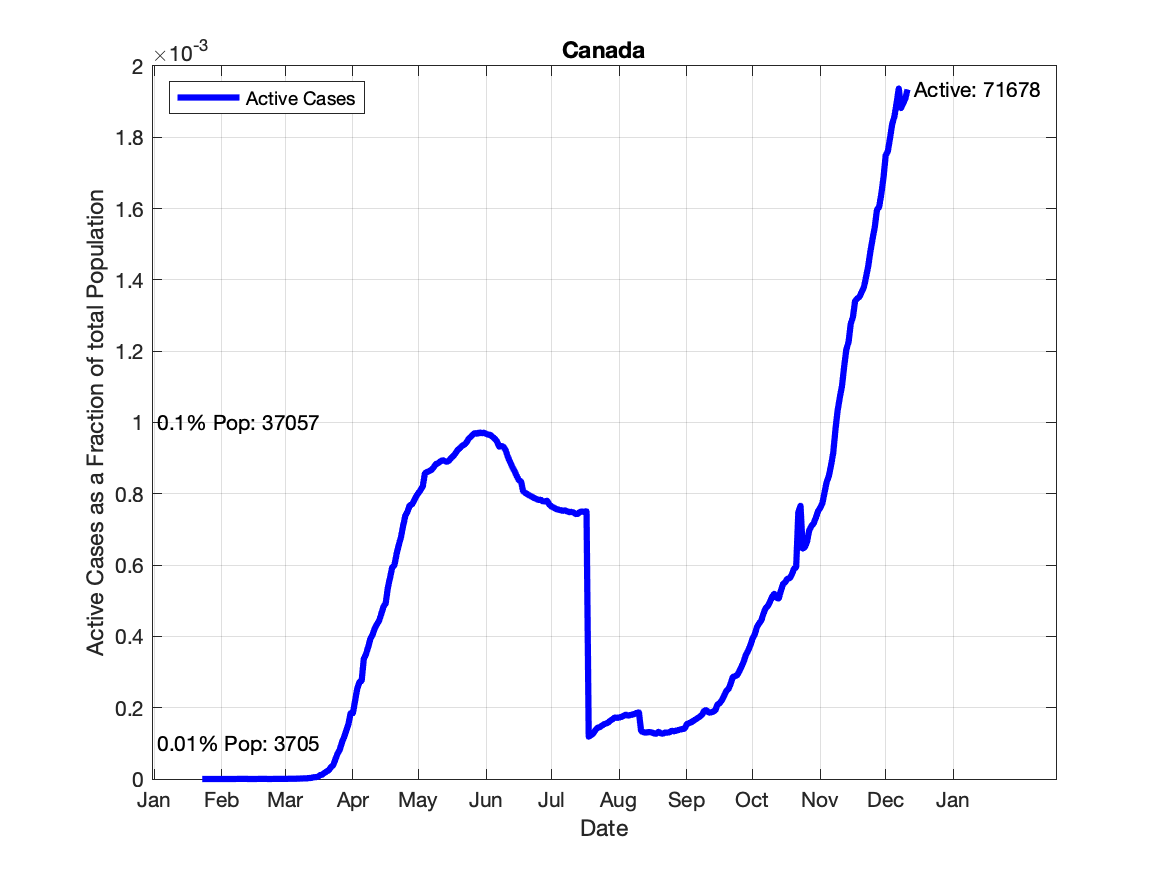 Canada
×10-3
2
1.8
1.6
1.4
1.2
1
0.8
0.6
0.4
0.2
0
Active Cases as a Fraction of total Population
Active Cases
Active: 71678
0.1% Pop: 37057
0.01% Pop: 3705
Jan Feb Mar Apr May Jun Jul Aug Sep Oct Nov Dec Jan
Date